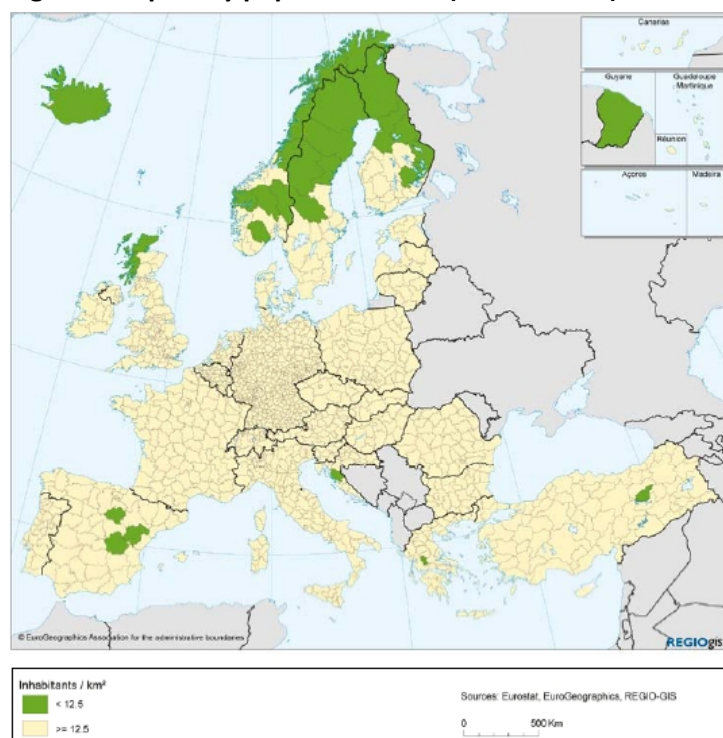 Canarias
Guyane
Guadeloupe
Martinique
Réunion
Açores
Madeira
© EuroGeographics Association for the administrative boundaries
REGIOgis
Inhabitants / km²
< 12.5
>= 12.5
Sources: Eurostat, EuroGeographics, REGIO-GIS
0 500 Km